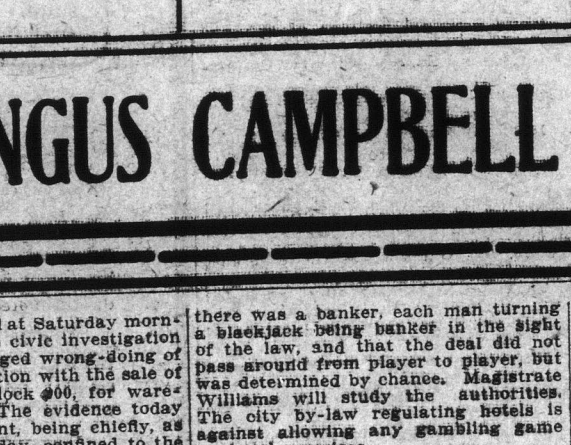 NGUS CAMPBELL
at Saturday morn-
civic investigation
ged wrong-doing of
tion with the sale of
lock 400, for ware-
The evidence today
nt, being chiefly, as
confined to the
there was a banker, each man turning
a blackjack being banker in the sight
of the law, and that the deal did not
pass around from player to player, but
was determined by chance. Magistrate
Williams will study the authorities.
The city by-law regulating hotels is
against allowing any gambling game